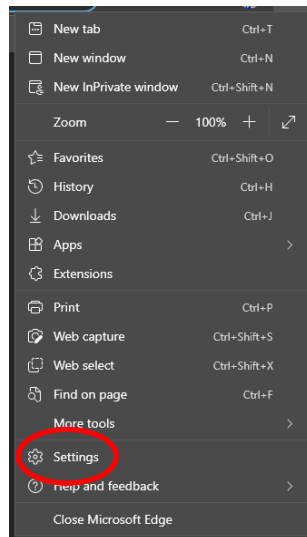 New tab Ctrl+T
New window Ctrl+N
New InPrivate window Ctrl+Shift+N
Zoom — 100% +
Favorites Ctrl+Shift+O
History Ctrl+H
Downloads Ctrl+J
Apps
Extensions
Print Ctrl+P
Web capture Ctrl+Shift+S
Web select Ctrl+Shift+X
Find on page Ctrl+F
More tools
Settings
Help and feedback
Close Microsoft Edge